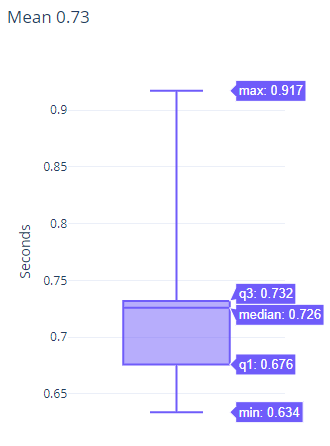 Mean 0.73
max: 0.917
0.9
0.85
0.8
0.75
0.7
0.65
Seconds
q3: 0.732
median: 0.726
q1: 0.676
min: 0.634